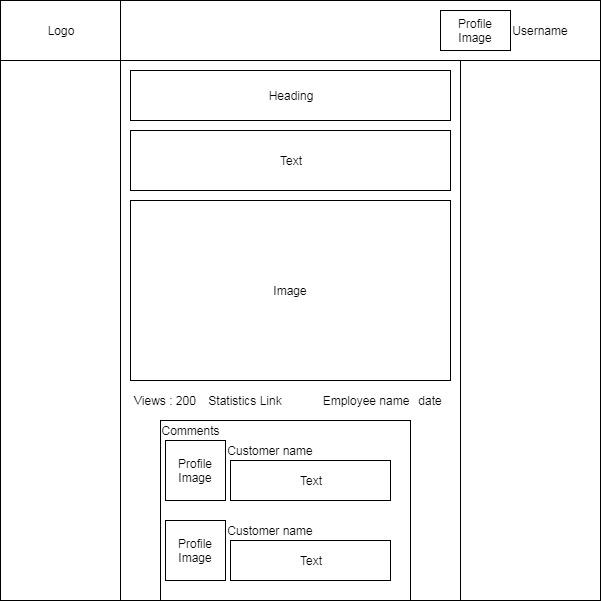 Logo
Profile
Image
Username
Heading
Text
Image
Views : 200 Statistics Link Employee name date
Comments
Profile
Image
Customer name
Text
Profile
Image
Customer name
Text